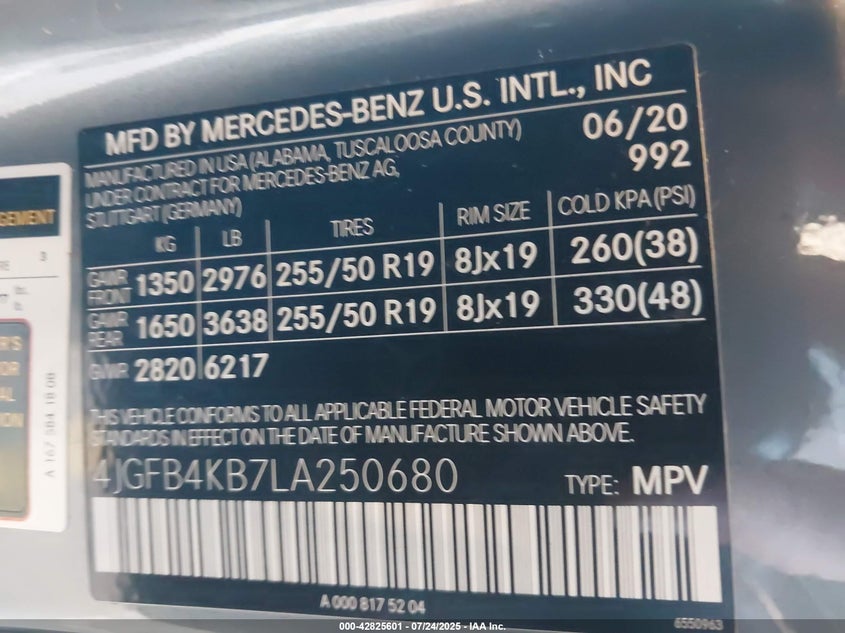 MFD BY MERCEDES-BENZ U.S. INTL., INC
MANUFACTURED IN USA (ALABAMA, TUSCALOOSA COUNTY)
UNDER CONTRACT FOR MERCEDES-BENZ AG,
STUTTGART (GERMANY)
06/20
992
KG LB TIRES RIM SIZE COLD KPA (PSI)
GAWR FRONT 1350 2976 255/50 R19 8Jx19 260(38)
GAWR REAR 1650 3638 255/50 R19 8Jx19 330(48)
GVWR 2820 6217
THIS VEHICLE CONFORMS TO ALL APPLICABLE FEDERAL MOTOR VEHICLE SAFETY
STANDARDS IN EFFECT ON THE DATE OF MANUFACTURE SHOWN ABOVE.
4JGFB4KB7LA250680 TYPE: MPV
A 000 817 52 04
6550963
A 167 584 18 08
000-42825601 - 07/24/2025 - IAA Inc.